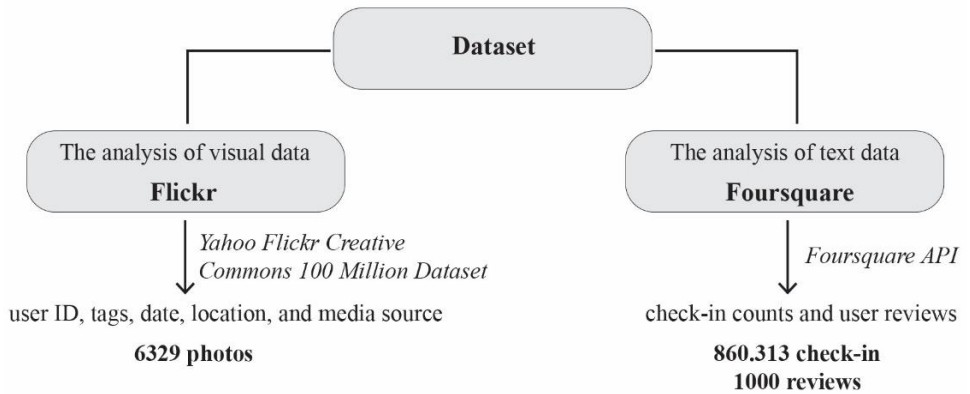 Dataset
The analysis of visual data
Flickr
Yahoo Flickr Creative
Commons 100 Million Dataset
user ID, tags, date, location, and media source
6329 photos
The analysis of text data
Foursquare
Foursquare API
check-in counts and user reviews
860.313 check-in
1000 reviews